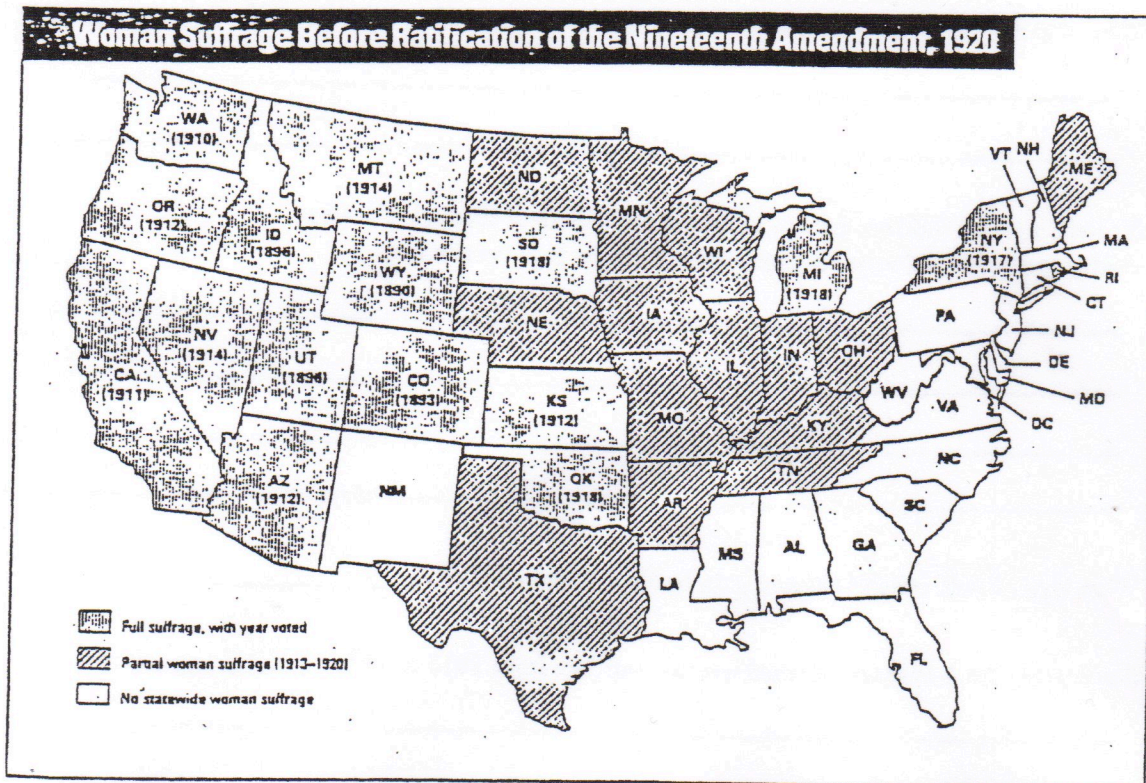 Woman Suffrage Before Ratification of the Nineteenth Amendment, 1920
WA
(1910)
MT
(1914)
ND
MN
VT
NH
ME
OR
(1912)
ID
(1896)
WY
(1890)
SD
(1918)
WI
MI
(1918)
NY
(1917)
MA
RI
CT
NV
(1914)
UT
(1896)
CO
(1893)
NE
IA
IL
IN
OH
PA
NJ
DE
MD
DC
CA
(1911)
KS
(1912)
MO
KY
WV
VA
AZ
(1912)
NM
OK
(1918)
AR
TN
NC
SC
TX
LA
MS
AL
GA
FL
Full suffrage, with year voted
Partial woman suffrage (1913–1920)
No statewide woman suffrage